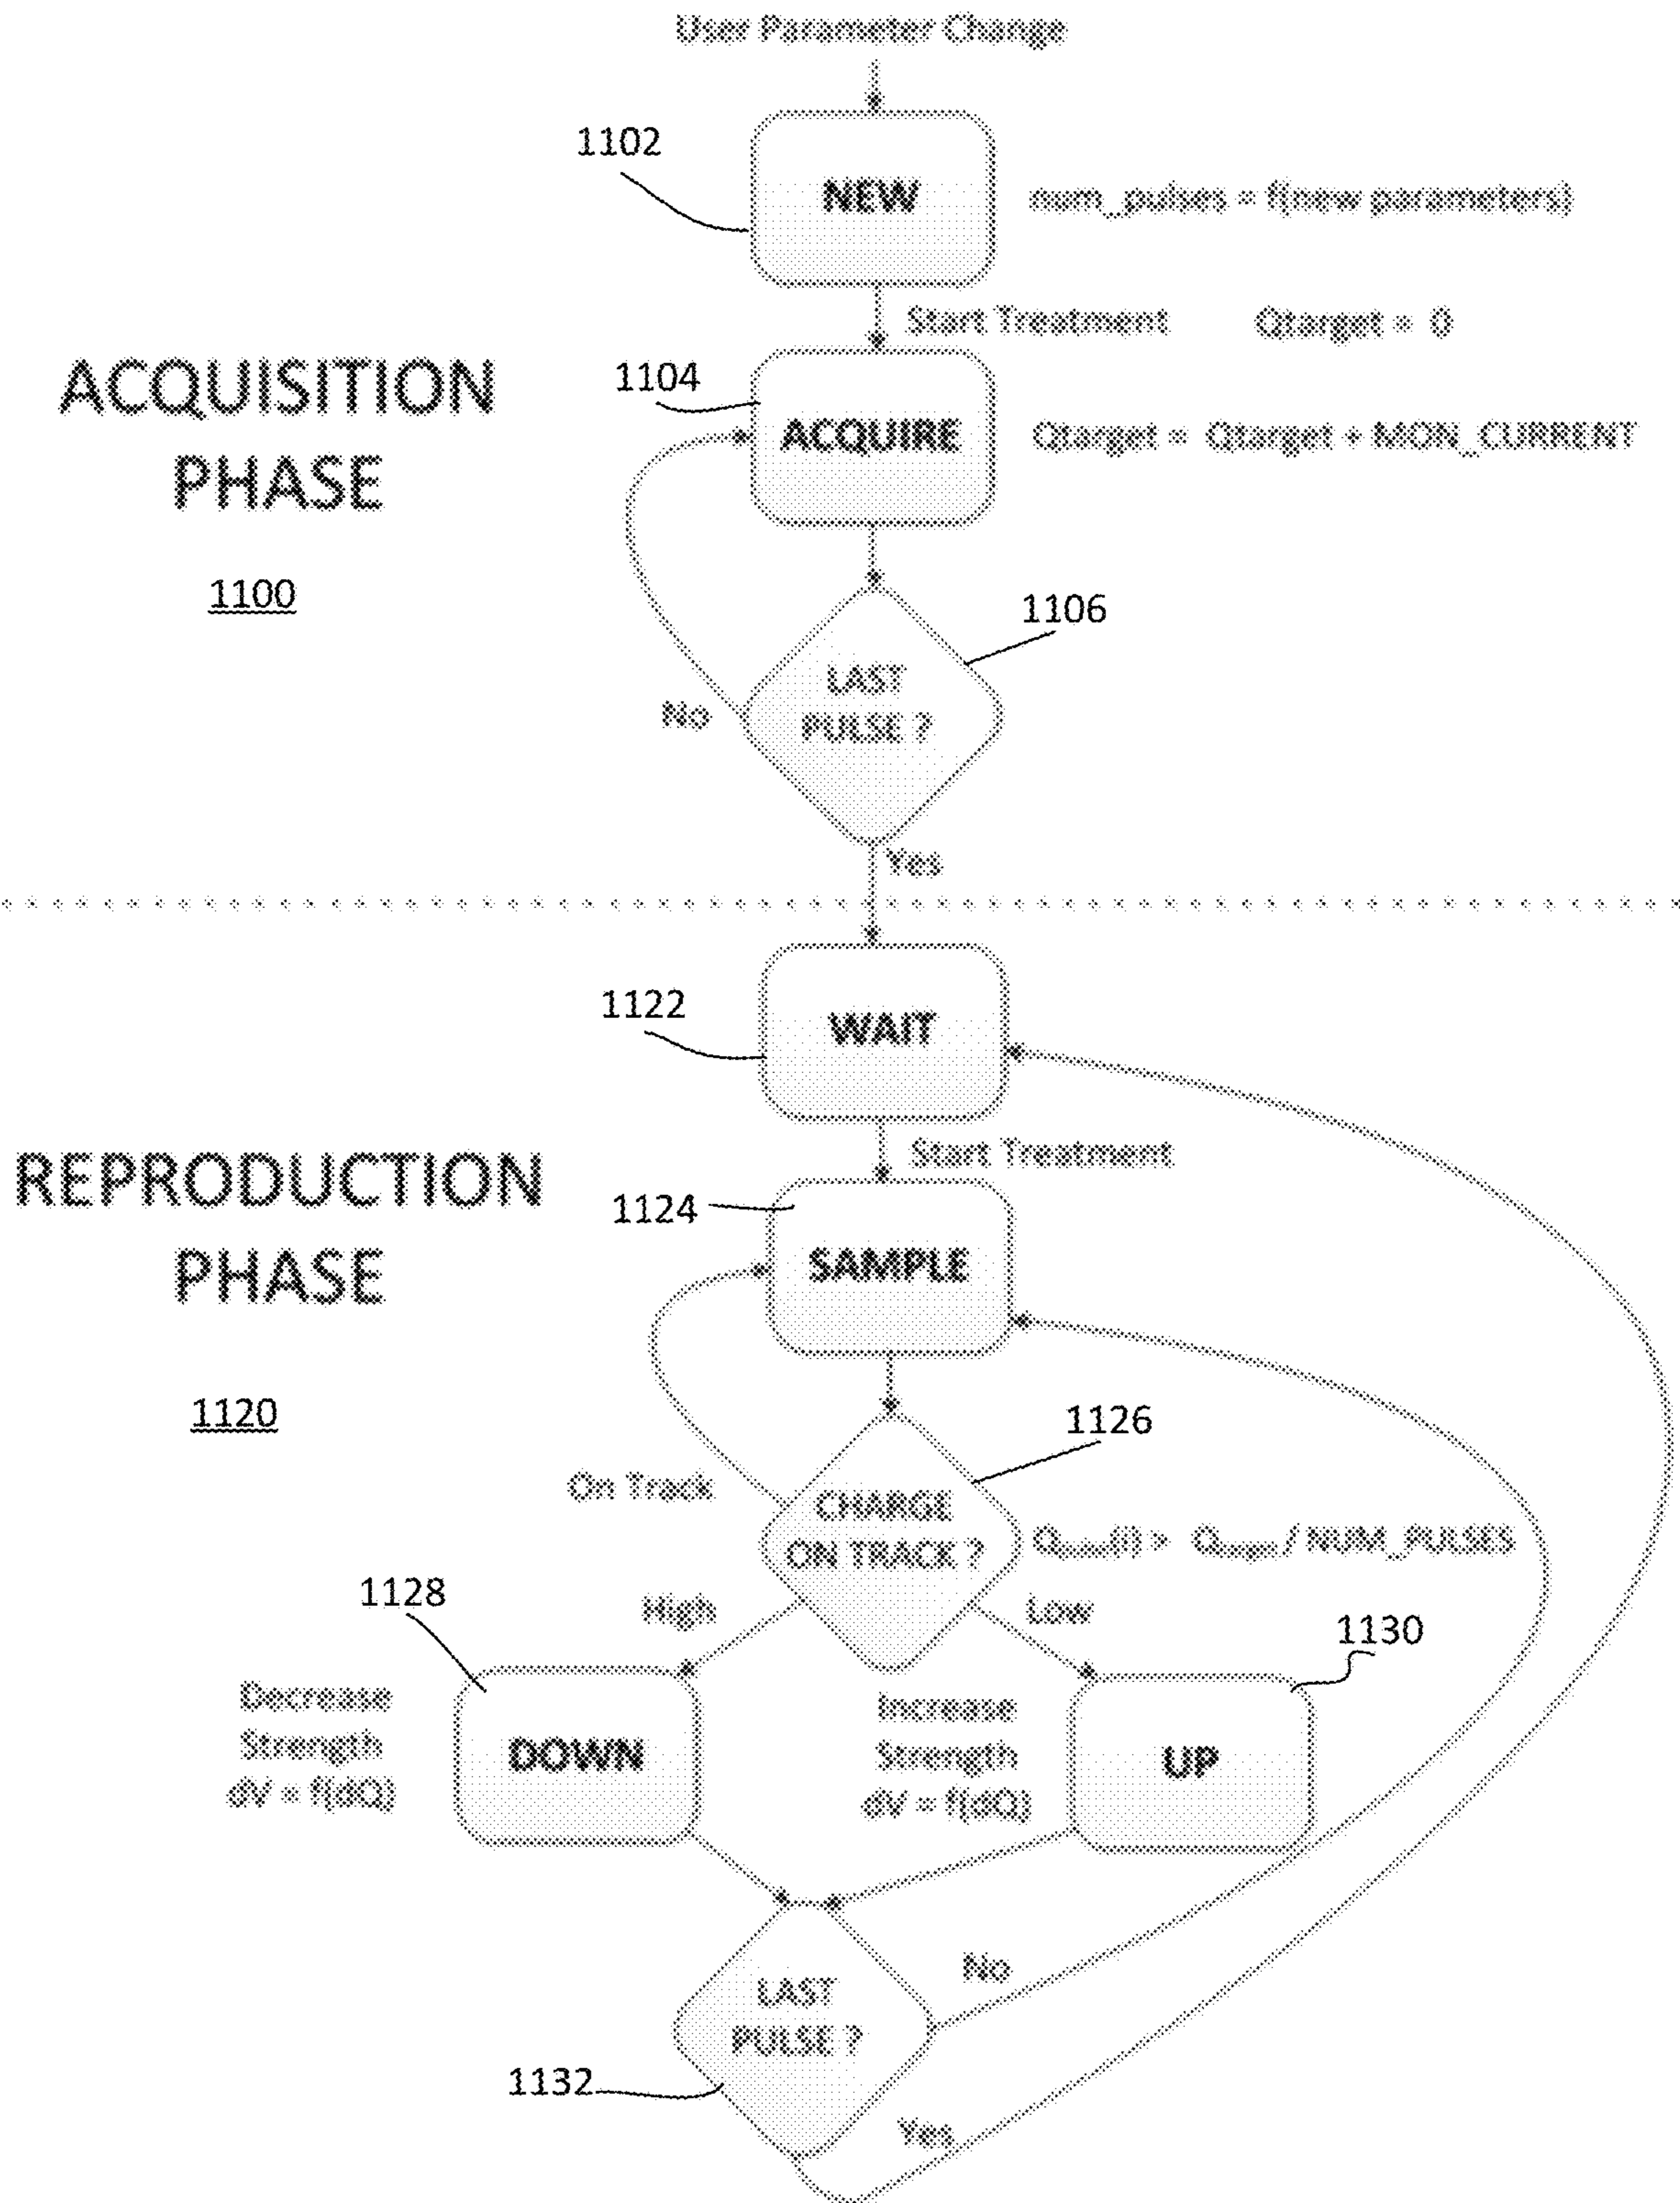 User Parameter Change
1102
NEW
num_pulses = f(new parameters)
Start Treatment
Qtarget = 0
ACQUISITION
PHASE
1100
1104
ACQUIRE
Qtarget = Qtarget + MON_CURRENT
1106
LAST
PULSE ?
No
Yes
WAIT
1122
Start Treatment
REPRODUCTION
PHASE
1120
1124
SAMPLE
1126
On Track
CHARGE
ON TRACK ?
/ NUM_PULSES
1128
High
Low
1130
Decrease
Strength
dV = f(dQ)
DOWN
Increase
Strength
dV = f(dQ)
UP
No
LAST
PULSE ?
1132
Yes